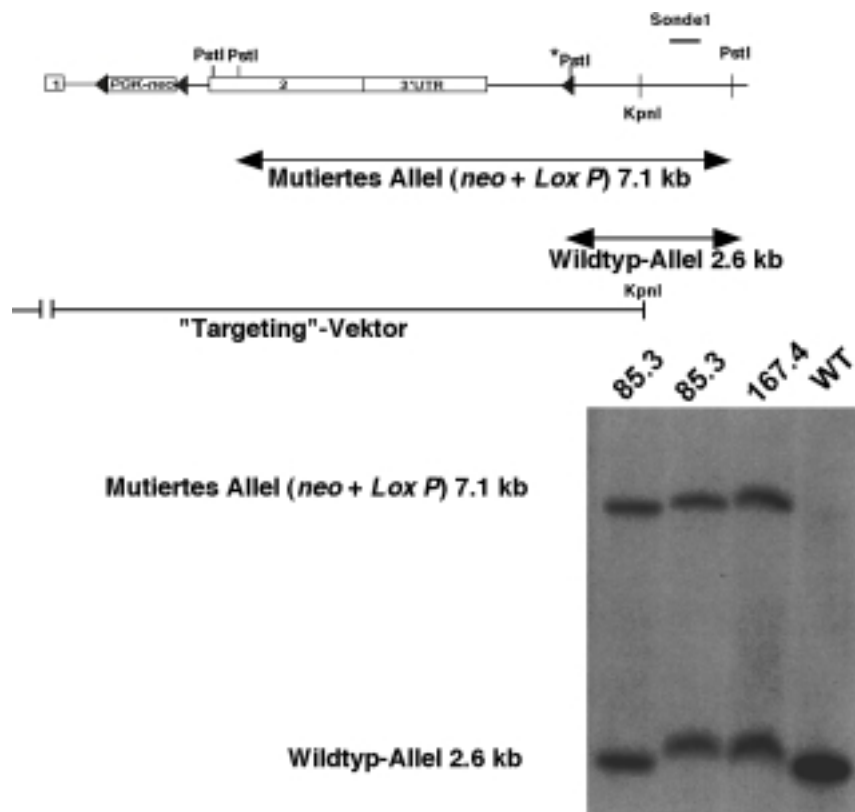 Sonde1
PstI PstI *PstI PstI
1 PGK-neo 2 3'UTR
KpnI
Mutiertes Allel (neo + Lox P) 7.1 kb
Wildtyp-Allel 2.6 kb
KpnI
"Targeting"-Vektor
85.3 85.3 167.4 WT
Mutiertes Allel (neo + Lox P) 7.1 kb
Wildtyp-Allel 2.6 kb